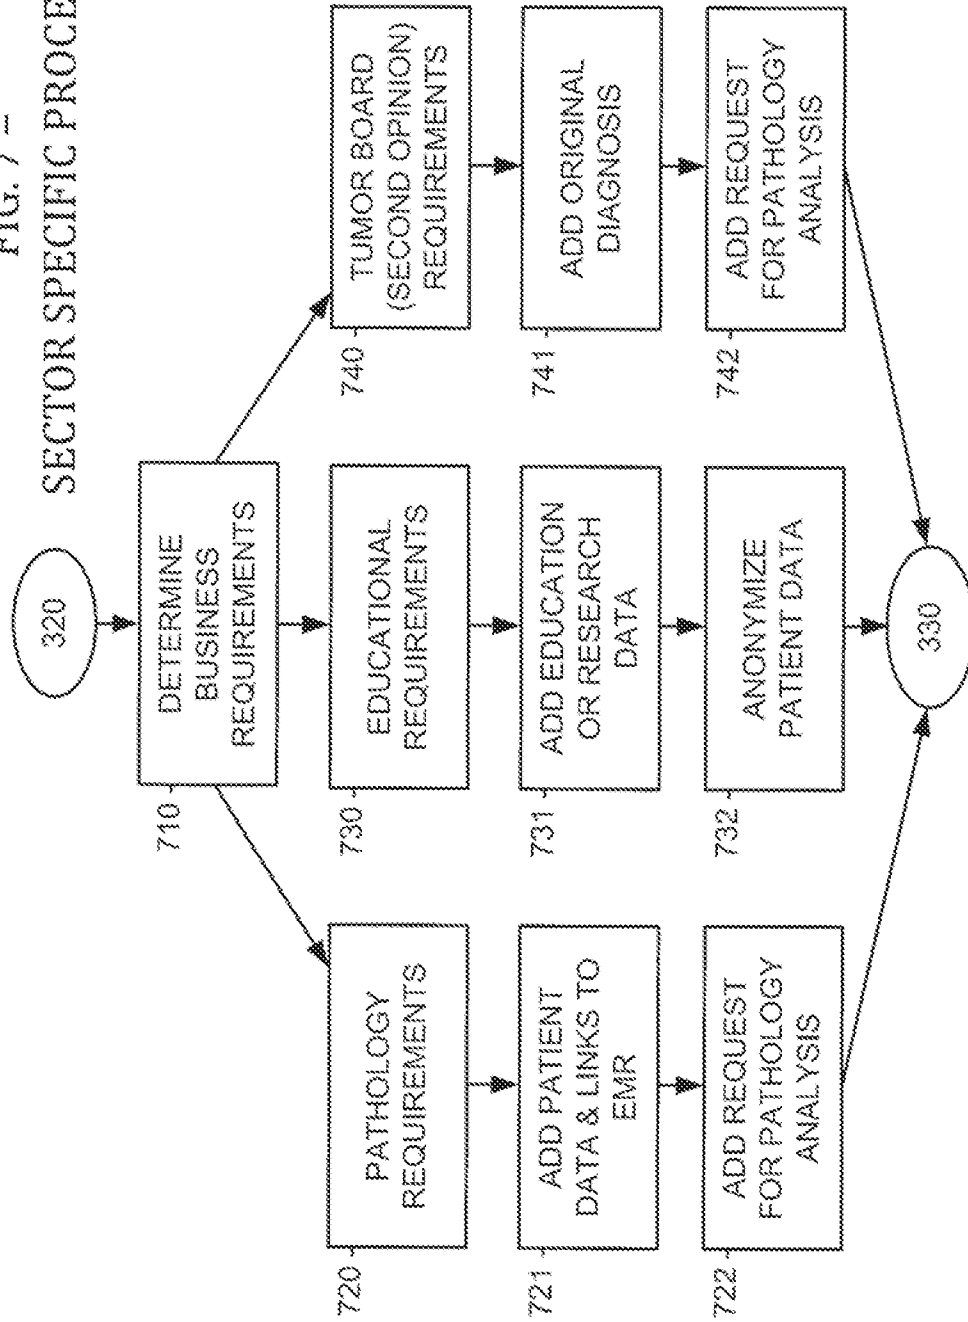 FIG. 7 –
SECTOR SPECIFIC PROCE
320
710
DETERMINE
BUSINESS
REQUIREMENTS
720
PATHOLOGY
REQUIREMENTS
721
ADD PATIENT
DATA & LINKS TO
EMR
722
ADD REQUEST
FOR PATHOLOGY
ANALYSIS
730
EDUCATIONAL
REQUIREMENTS
731
ADD EDUCATION
OR RESEARCH
DATA
732
ANONYMIZE
PATIENT DATA
740
TUMOR BOARD
(SECOND OPINION)
REQUIREMENTS
741
ADD ORIGINAL
DIAGNOSIS
742
ADD REQUEST
FOR PATHOLOGY
ANALYSIS
330